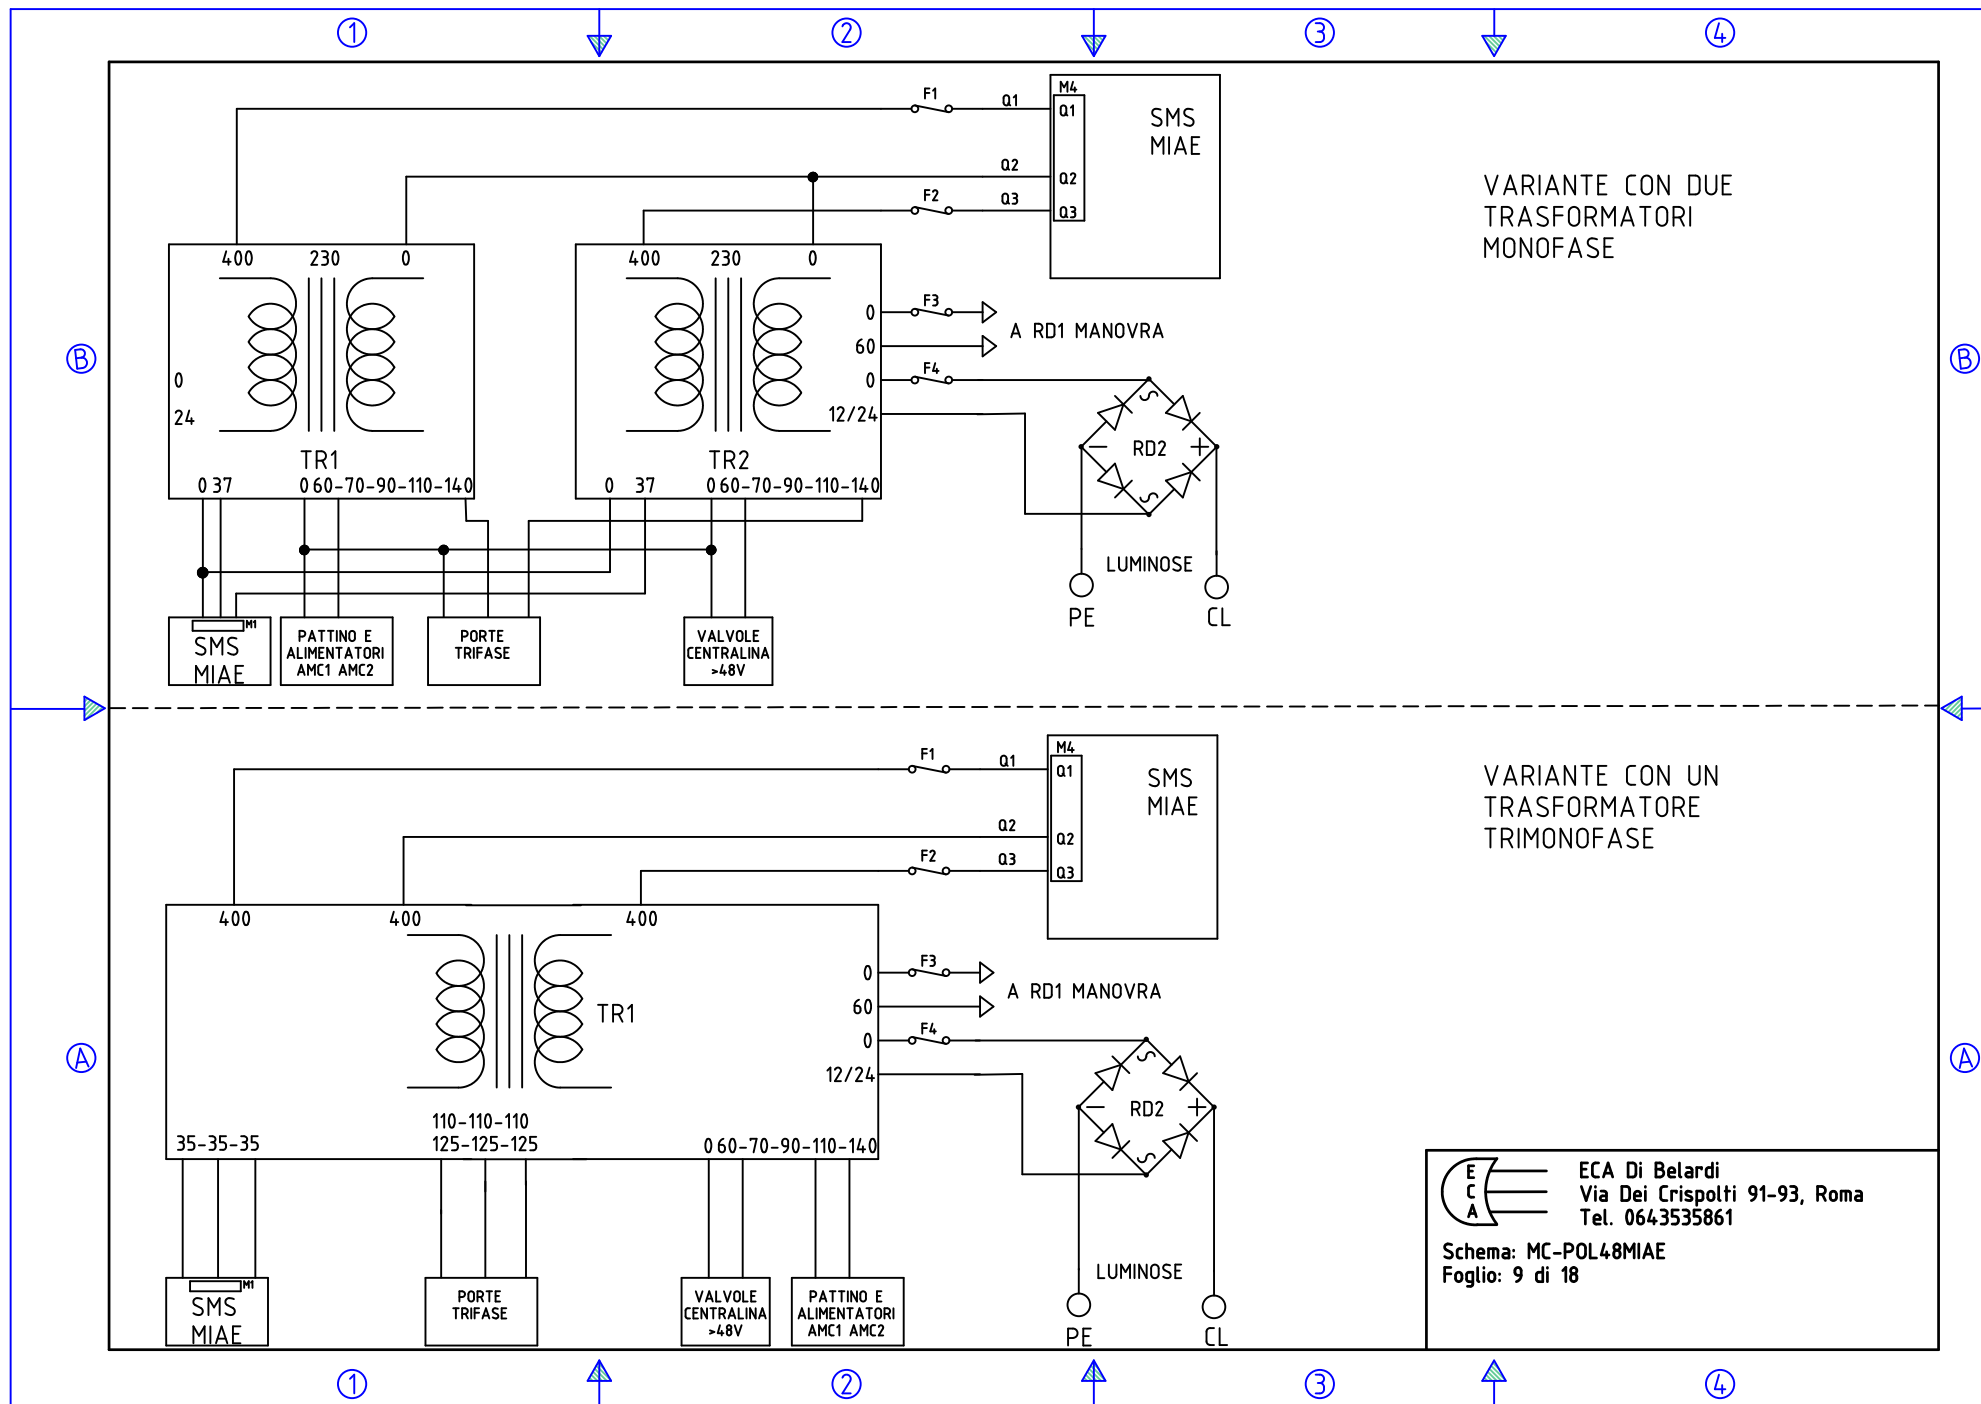 1 2 3 4
F1 Q1 M4 Q1
SMS
MIAE
Q2 Q2
F2 Q3 Q3
VARIANTE CON DUE
TRASFORMATORI
MONOFASE
400 230 0
400 230 0
0 F3
A RD1 MANOVRA
60
B B
0 F4
0
24
12/24
RD2
TR1
TR2
0 37 0 60-70-90-110-140
0 37 0 60-70-90-110-140
LUMINOSE
PE CL
M1
SMS
MIAE
PATTINO E
ALIMENTATORI
AMC1 AMC2
PORTE
TRIFASE
VALVOLE
CENTRALINA
>48V
F1 Q1 M4 Q1
SMS
MIAE
Q2 Q2
F2 Q3 Q3
VARIANTE CON UN
TRASFORMATORE
TRIMONOFASE
400 400 400
0 F3
A RD1 MANOVRA
60
TR1
0 F4
A A
12/24
RD2
110-110-110
35-35-35 125-125-125 0 60-70-90-110-140
LUMINOSE
PE CL
M1
SMS
MIAE
PORTE
TRIFASE
VALVOLE
CENTRALINA
>48V
PATTINO E
ALIMENTATORI
AMC1 AMC2
E
C
A
ECA Di Belardi
Via Dei Crispolti 91-93, Roma
Tel. 0643535861
Schema: MC-POL48MIAE
Foglio: 9 di 18
1 2 3 4